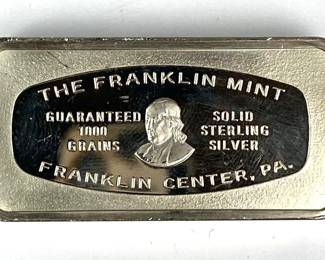 THE FRANKLIN MINT
GUARANTEED
1000
GRAINS
SOLID
STERLING
SILVER
FRANKLIN CENTER, PA.